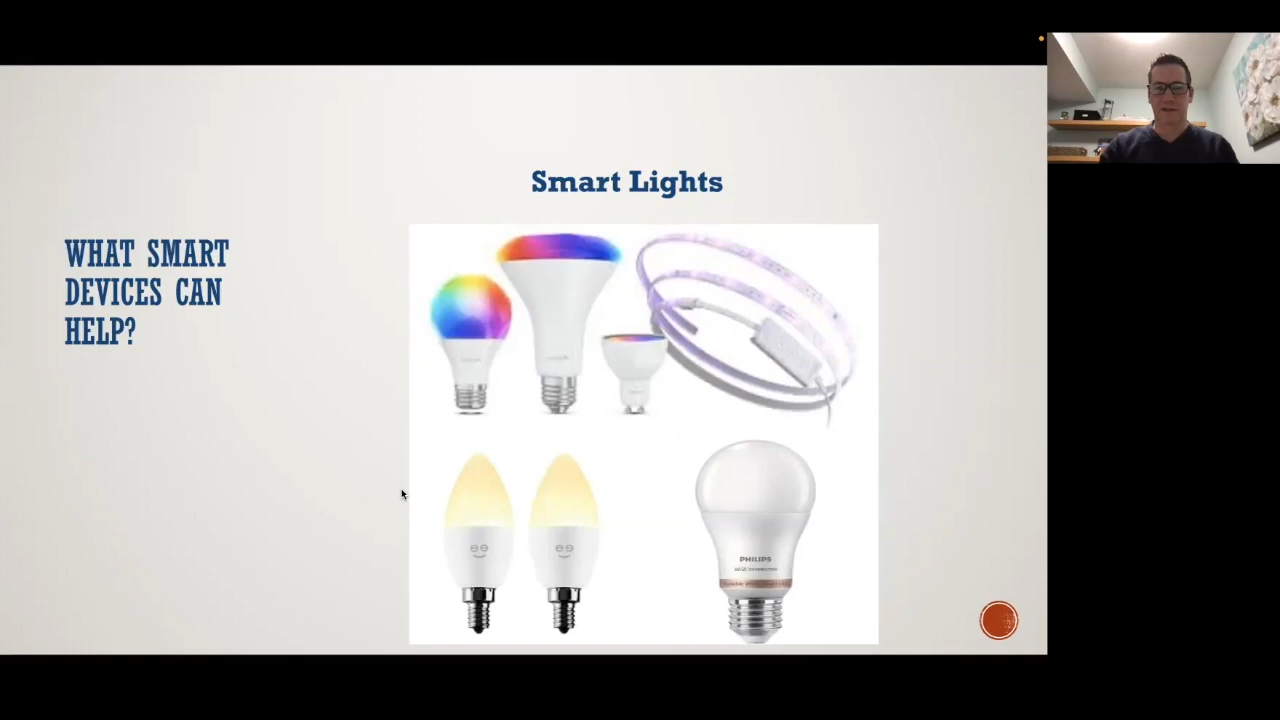 Smart Lights
WHAT SMART
DEVICES CAN
HELP?
PHILIPS